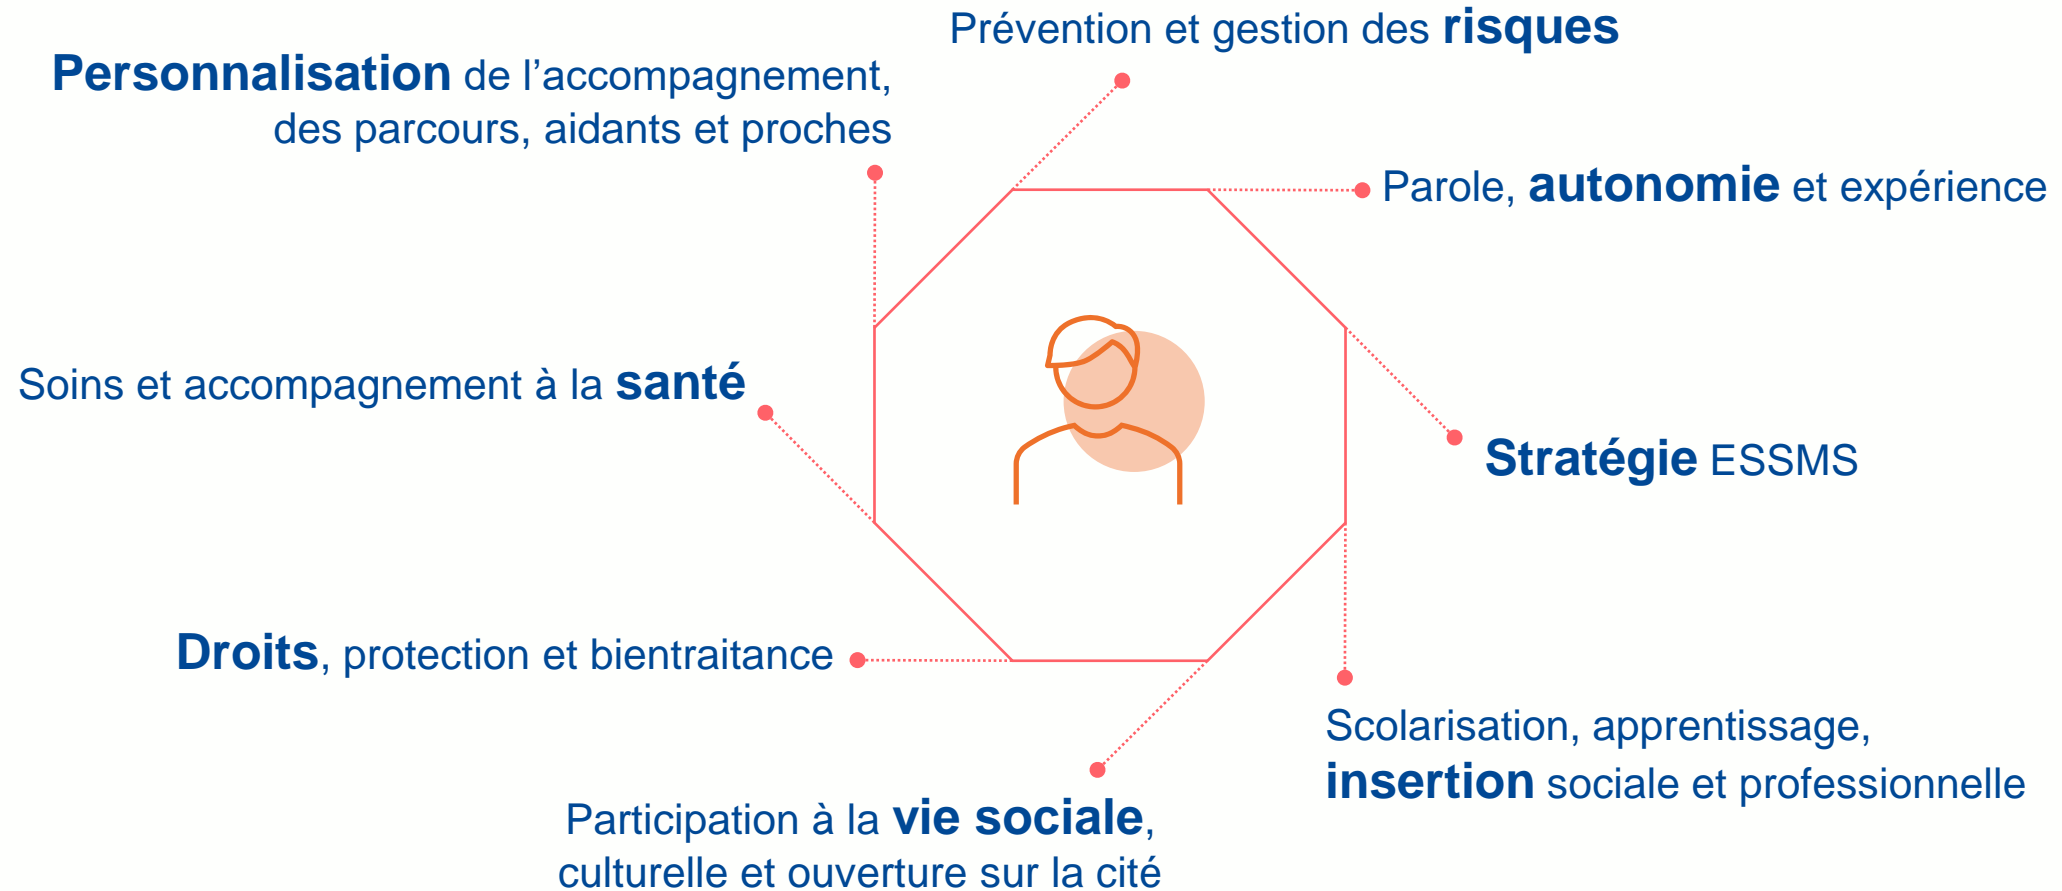 Prévention et gestion des risques
Personnalisation de l’accompagnement,
des parcours, aidants et proches
Parole, autonomie et expérience
Soins et accompagnement à la santé
Stratégie ESSMS
Droits, protection et bientraitance
Scolarisation, apprentissage,
insertion sociale et professionnelle
Participation à la vie sociale,
culturelle et ouverture sur la cité